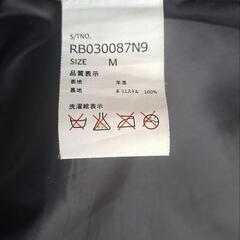 S/TNO.
RB030087N9
SIZE M
品質表示
表地 羊革
裏地 ポリエステル 100%
洗濯絵表示